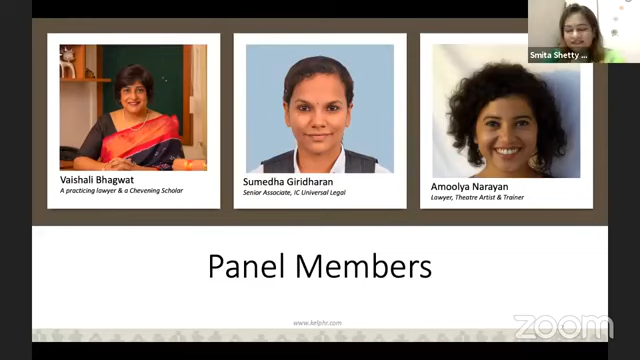 Smita Shetty ...
Vaishali Bhagwat
A practicing lawyer & a Chevening Scholar
Sumedha Giridharan
Senior Associate, IC Universal Legal
Amoolya Narayan
Lawyer, Theatre Artist & Trainer
Panel Members
www.kelphr.com
zoom